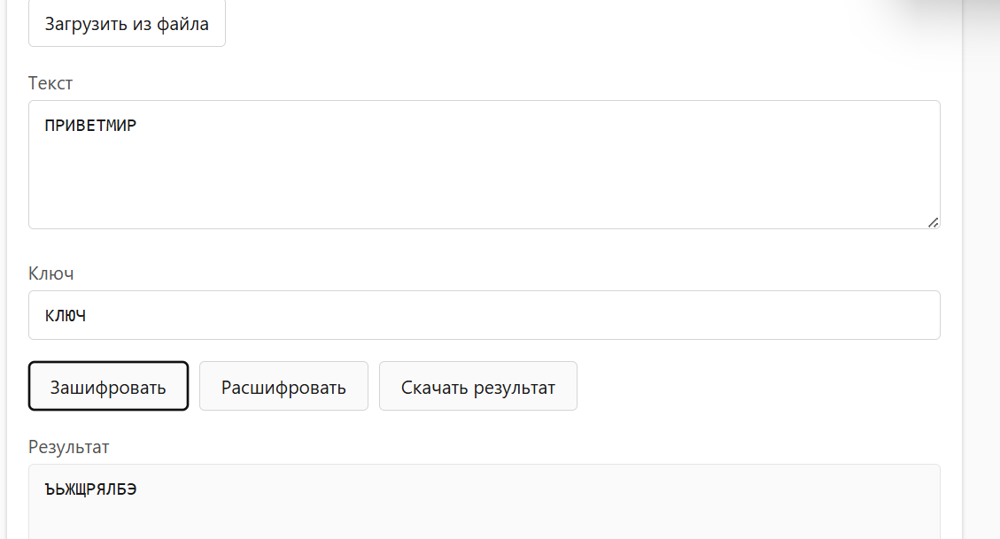 Загрузить из файла
Текст
ПРИВЕТМИР
Ключ
КЛЮЧ
Зашифровать Расшифровать Скачать результат
Результат
ЪЬЖЩРЯЛБЭ